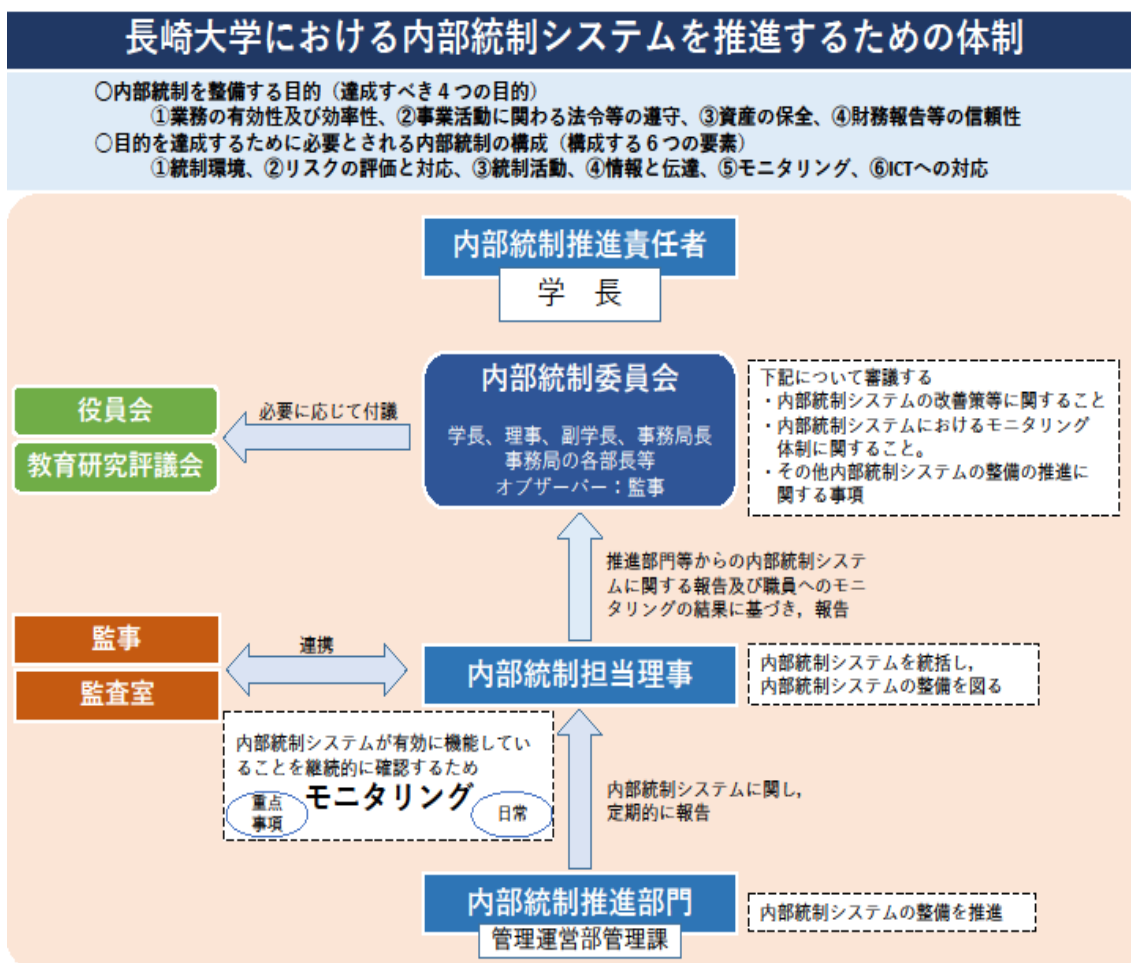 長崎大学における内部統制システムを推進するための体制
○内部統制を整備する目的（達成すべき４つの目的）
①業務の有効性及び効率性、②事業活動に関わる法令等の遵守、③資産の保全、④財務報告等の信頼性
○目的を達成するために必要とされる内部統制の構成（構成する６つの要素）
①統制環境、②リスクの評価と対応、③統制活動、④情報と伝達、⑤モニタリング、⑥ICTへの対応
内部統制推進責任者
学　長
内部統制委員会
学長、理事、副学長、事務局長
事務局の各部長等
オブザーバー：監事
下記について審議する
・内部統制システムの改善策等に関すること
・内部統制システムにおけるモニタリング
体制に関すること。
・その他内部統制システムの整備の推進に
関する事項
必要に応じて付議
役員会
教育研究評議会
推進部門等からの内部統制システ
ムに関する報告及び職員へのモニ
タリングの結果に基づき，報告
監事
監査室
連携
内部統制担当理事
内部統制システムを統括し，
内部統制システムの整備を図る
内部統制システムが有効に機能してい
ることを継続的に確認するため
モニタリング
重点
事項
日常
内部統制システムに関し，
定期的に報告
内部統制推進部門
管理運営部管理課
内部統制システムの整備を推進